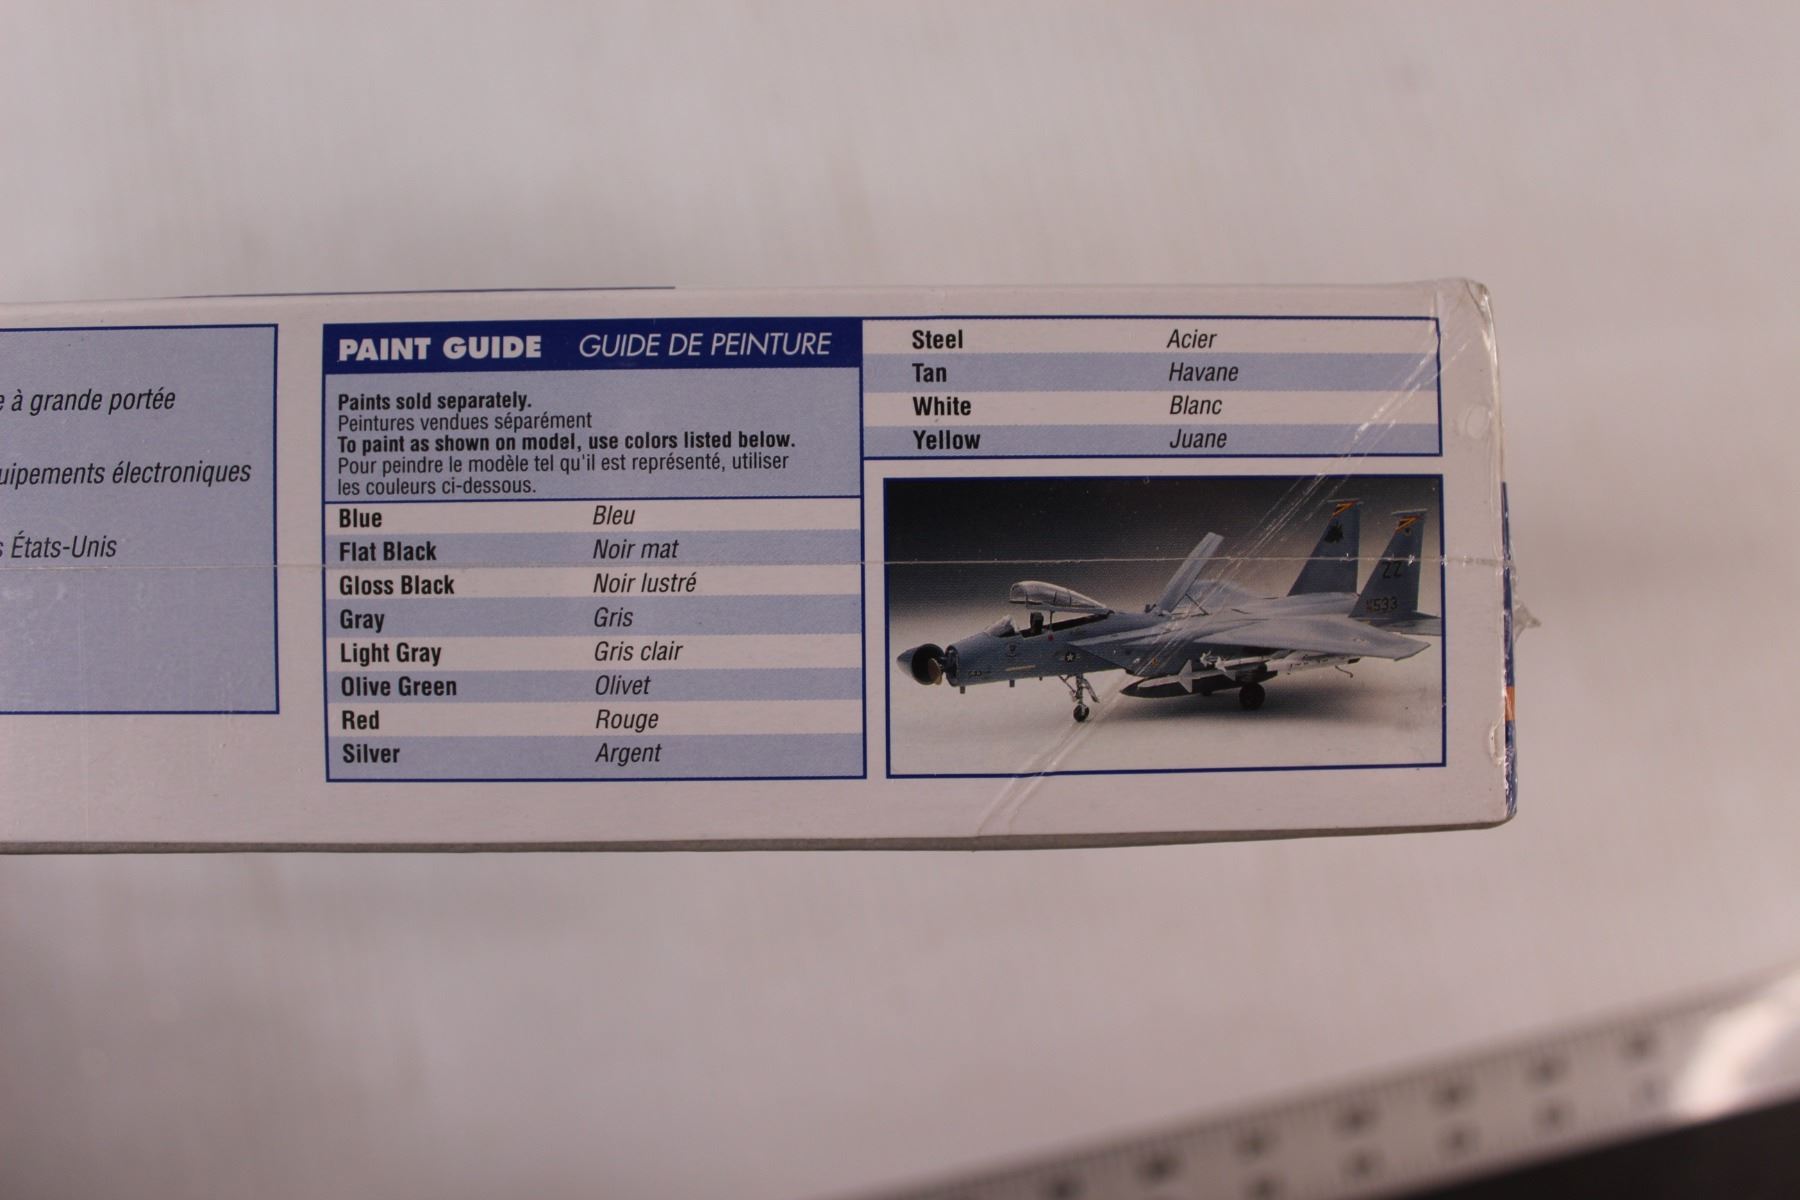 à grande portée
électroniques
États-Unis
PAINT GUIDE GUIDE DE PEINTURE
Paints sold separately.
Peintures vendues séparément
To paint as shown on model, use colors listed below.
Pour peindre le modèle tel qu'il est représenté, utiliser
les couleurs ci-dessous.
Blue Bleu
Flat Black Noir mat
Gloss Black Noir lustré
Gray Gris
Light Gray Gris clair
Olive Green Olivet
Red Rouge
Silver Argent
Steel Acier
Tan Havane
White Blanc
Yellow Juane
ZZ
533